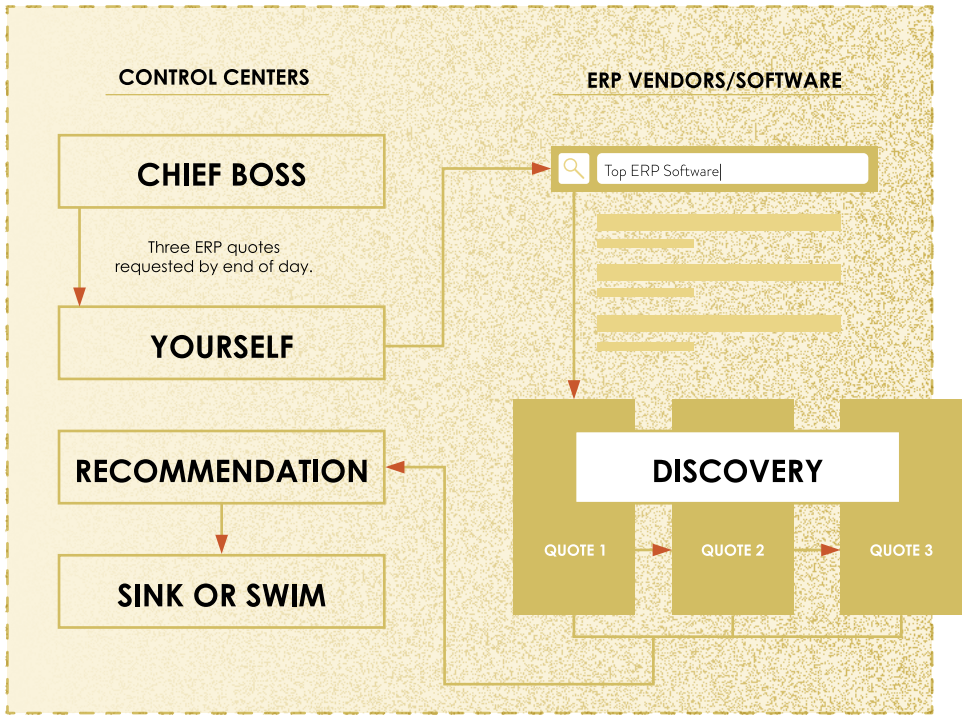 CONTROL CENTERS
ERP VENDORS/SOFTWARE
CHIEF BOSS
Top ERP Software
Three ERP quotes
requested by end of day.
YOURSELF
RECOMMENDATION
DISCOVERY
QUOTE 1
QUOTE 2
QUOTE 3
SINK OR SWIM